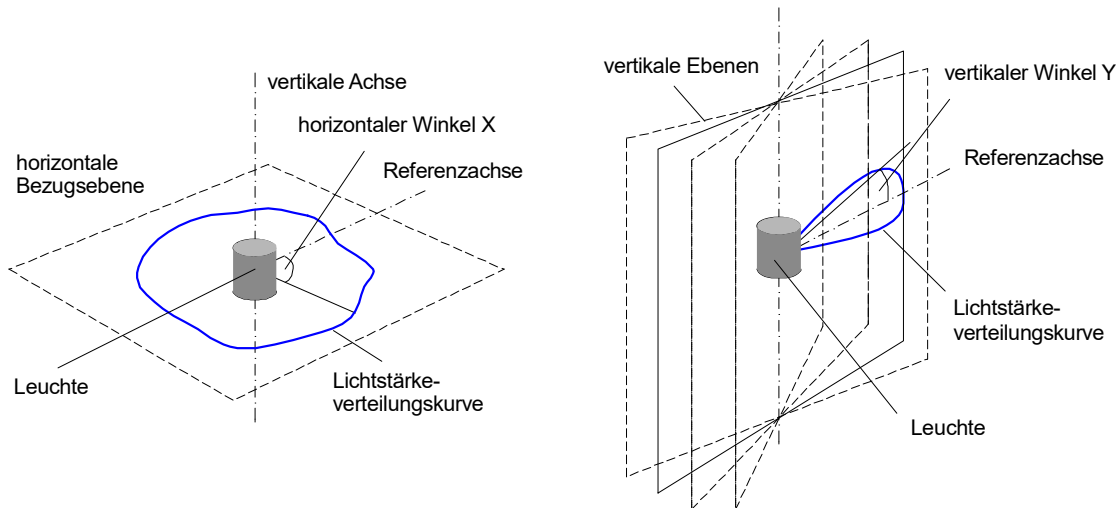 vertikale Achse
horizontaler Winkel X
Referenzachse
horizontale
Bezugsebene
Leuchte
Lichtstärke-
verteilungskurve
vertikale Ebenen
vertikaler Winkel Y
Referenzachse
Lichtstärke-
verteilungskurve
Leuchte